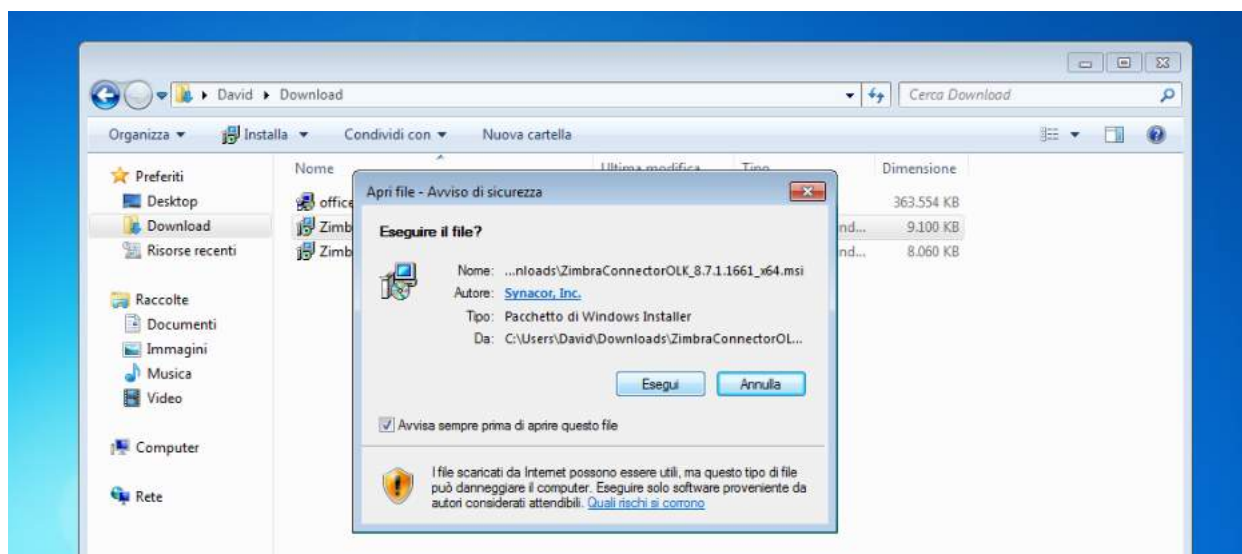 David ▸ Download
Cerca Download
Organizza Installa Condividi con Nuova cartella
Preferiti
Desktop
Download
Risorse recenti
Raccolte
Documenti
Immagini
Musica
Video
Computer
Rete
Nome Ultima modifica Tipo Dimensione
office 363.554 KB
Zimb nd... 9.100 KB
Zimb nd... 8.060 KB
Apri file - Avviso di sicurezza
Eseguire il file?
Nome: ...nloads\ZimbraConnectorOLK_8.7.1.1661_x64.msi
Autore: Synacor, Inc.
Tipo: Pacchetto di Windows Installer
Da: C:\Users\David\Downloads\ZimbraConnectorOL...
Esegui Annulla
Avvisa sempre prima di aprire questo file
I file scaricati da Internet possono essere utili, ma questo tipo di file
può danneggiare il computer. Eseguire solo software proveniente da
autori considerati attendibili. Quali rischi si corrono